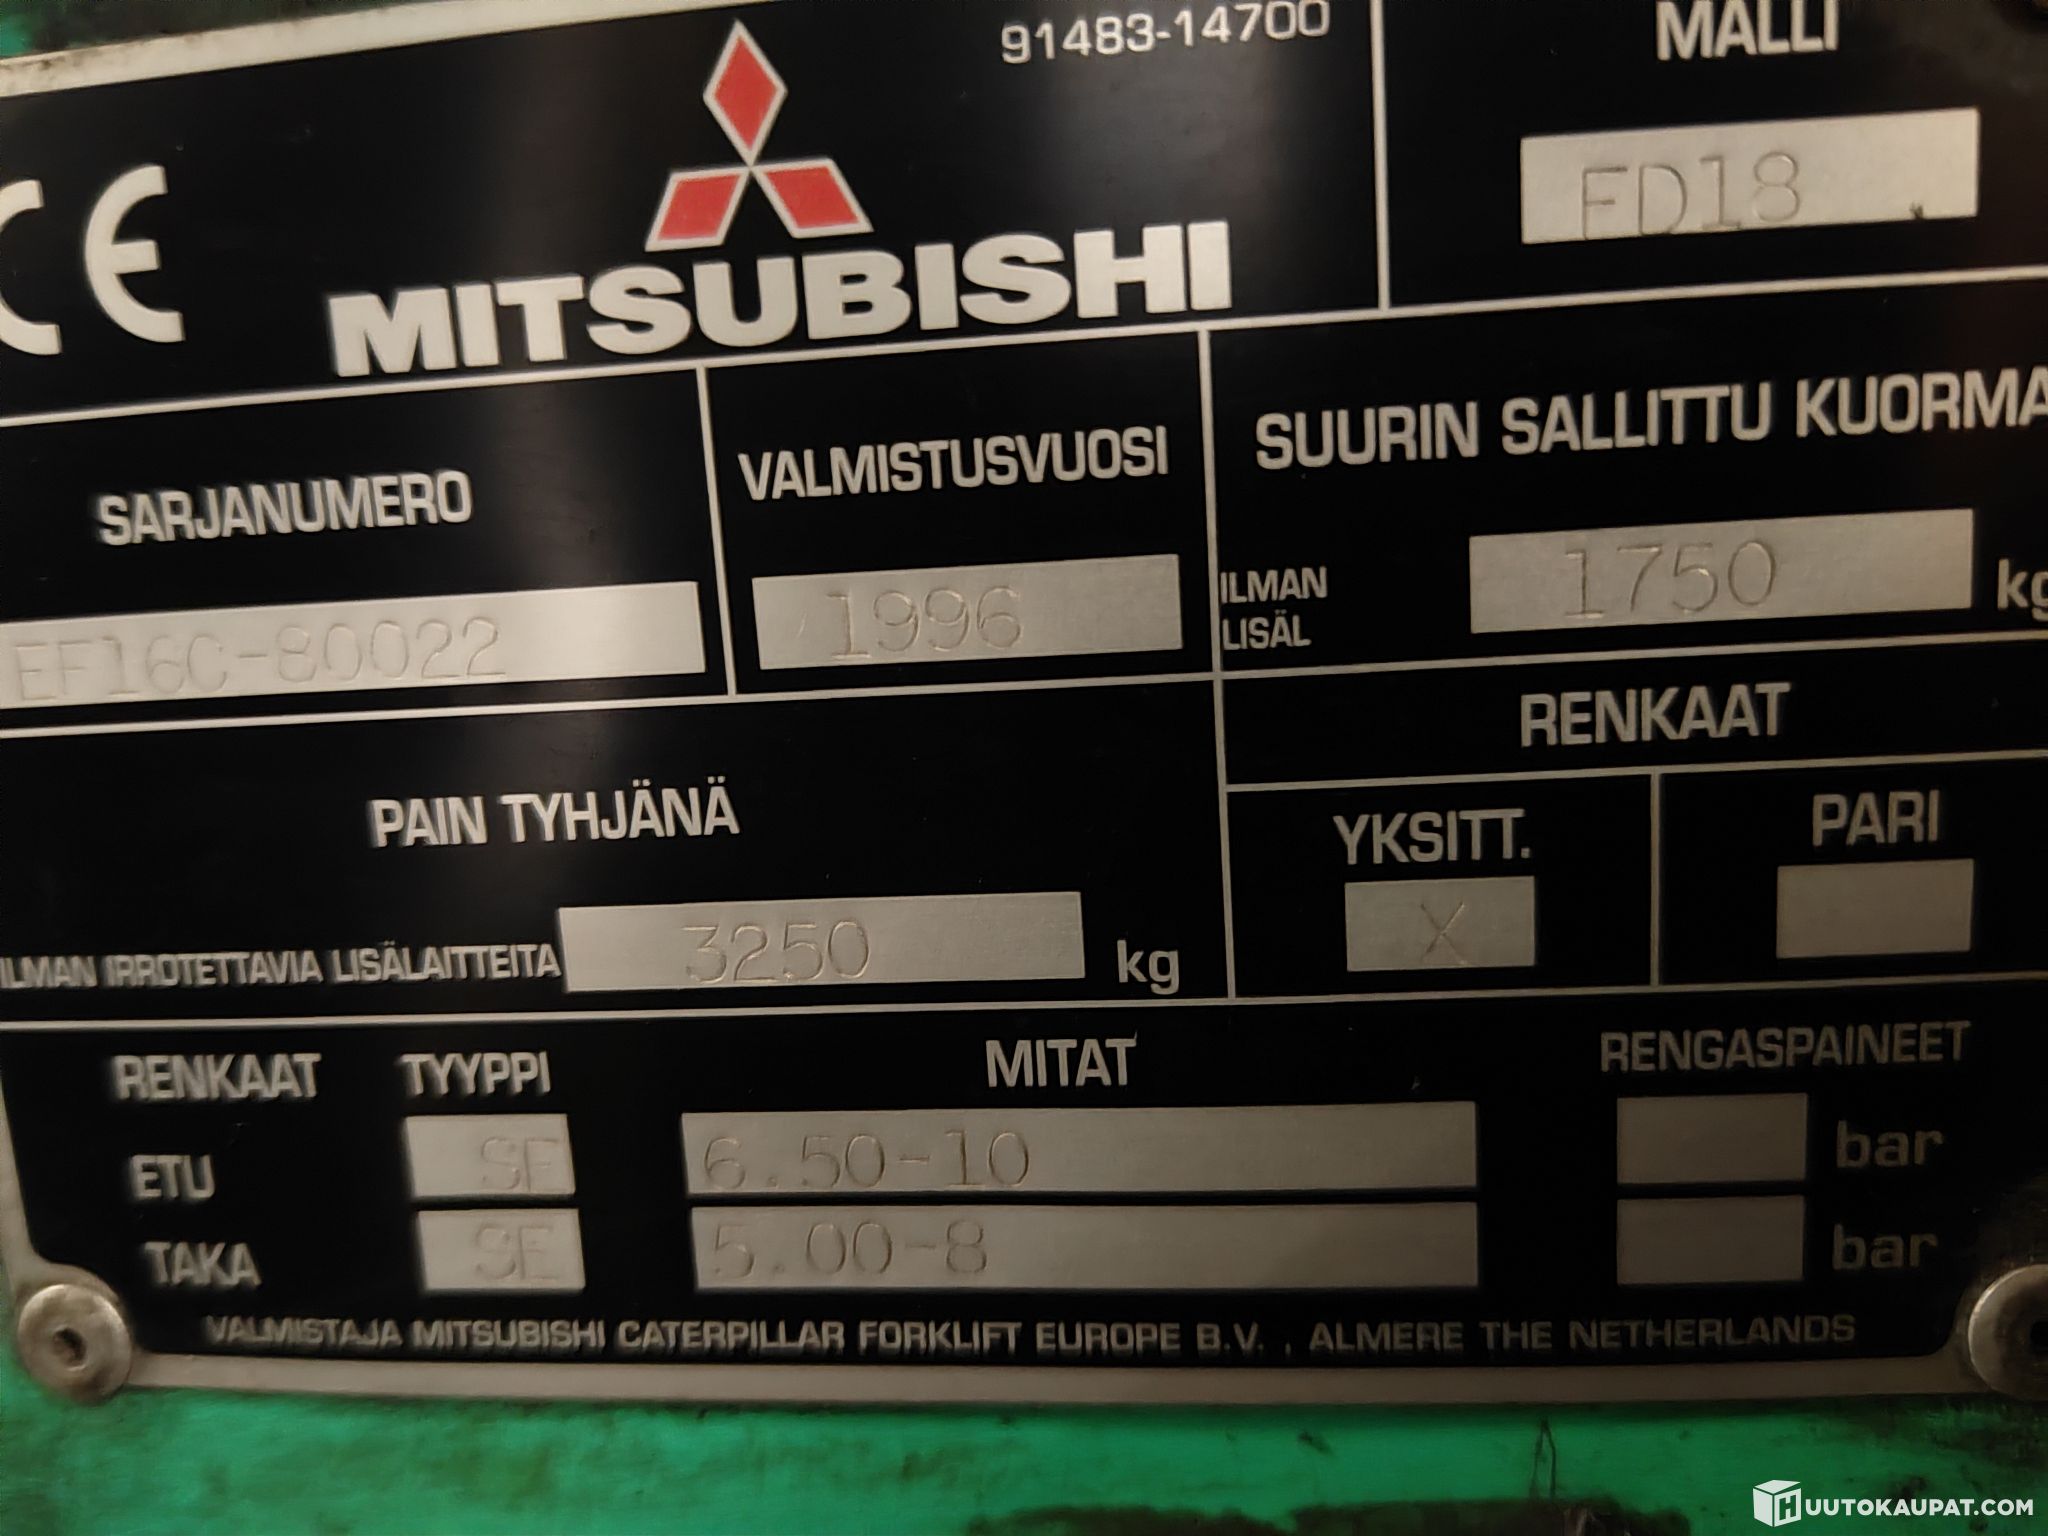 91483-14700
MALLI
CE
MITSUBISHI
FD18
SARJANUMERO
VALMISTUSVUOSI
SUURIN SALLITTU KUORMA
EF16C-80022
1996
ILMAN
LISÄL
1750
kg
RENKAAT
PAIN TYHJÄNÄ
YKSITT.
PARI
X
ILMAN IRROTETTAVIA LISÄLAITTEITA
3250
kg
RENKAAT
TYYPPI
MITAT
RENGASPAINEET
ETU
SE
6.50-10
bar
TAKA
SE
5.00-8
bar
VALMISTAJA MITSUBISHI CATERPILLAR FORKLIFT EUROPE B.V. , ALMERE THE NETHERLANDS
HUUTOKAUPAT.COM